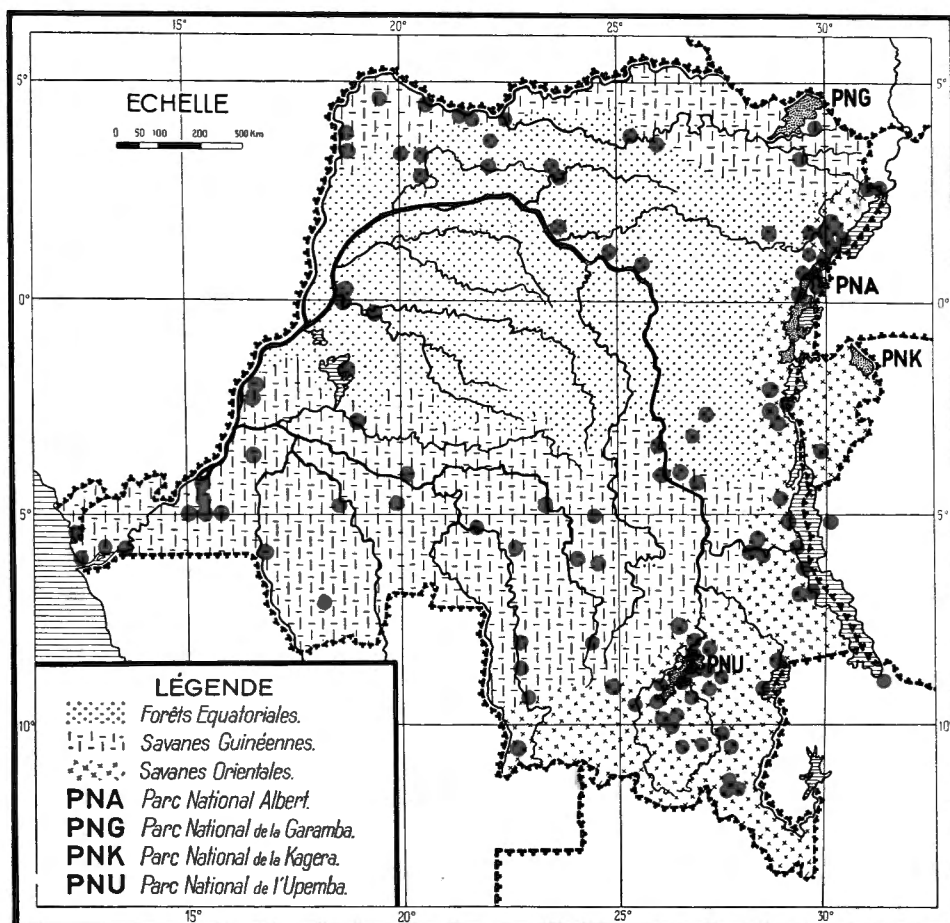 15° 20° 25° 30°
5°
5°
ECHELLE
0 50 100 200 300 Km
PNG
0°
0°
PNA
PNK
5°
5°
PNU
10°
10°
LÉGENDE
Forêts Equatoriales.
Savanes Guinéennes.
Savanes Orientales.
PNA Parc National Albert.
PNG Parc National de la Garamba.
PNK Parc National de la Kagera.
PNU Parc National de l'Upemba.
15° 20° 25° 30°